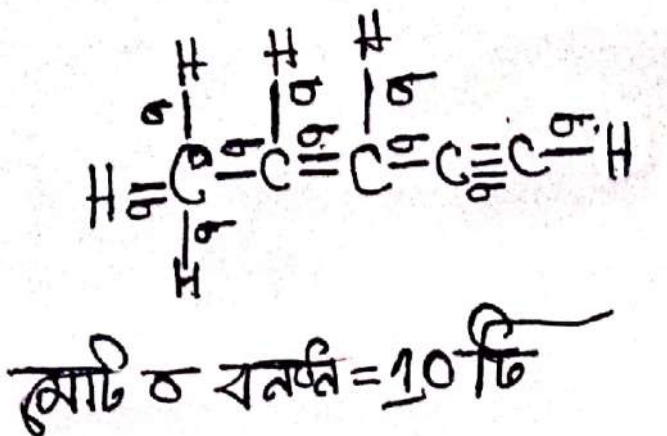 H H H
σ σ σ
H=C-C=C-C≡C-H
σ σ σ σ σ σ
σ
H
মোট σ বন্ধন = 10 টি